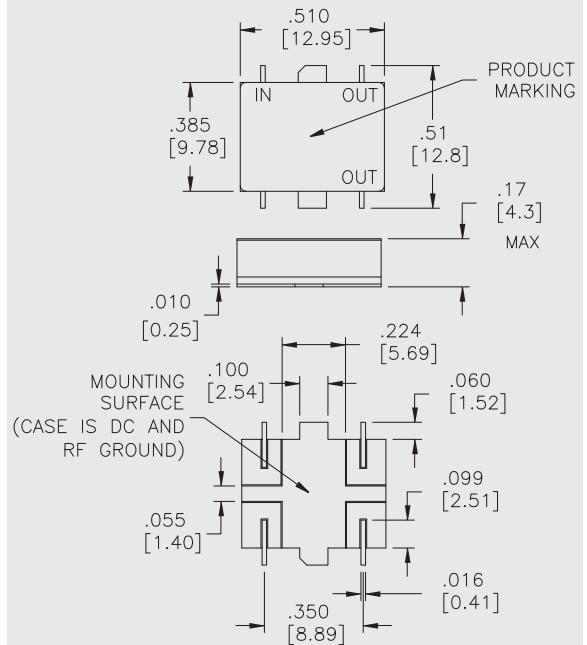 .510
[12.95]
PRODUCT
MARKING
IN
OUT
.385
[9.78]
.51
[12.8]
OUT
.17
[4.3]
MAX
.010
[0.25]
.224
[5.69]
.100
[2.54]
MOUNTING
SURFACE
(CASE IS DC AND
RF GROUND)
.060
[1.52]
.099
[2.51]
.055
[1.40]
.016
[0.41]
.350
[8.89]